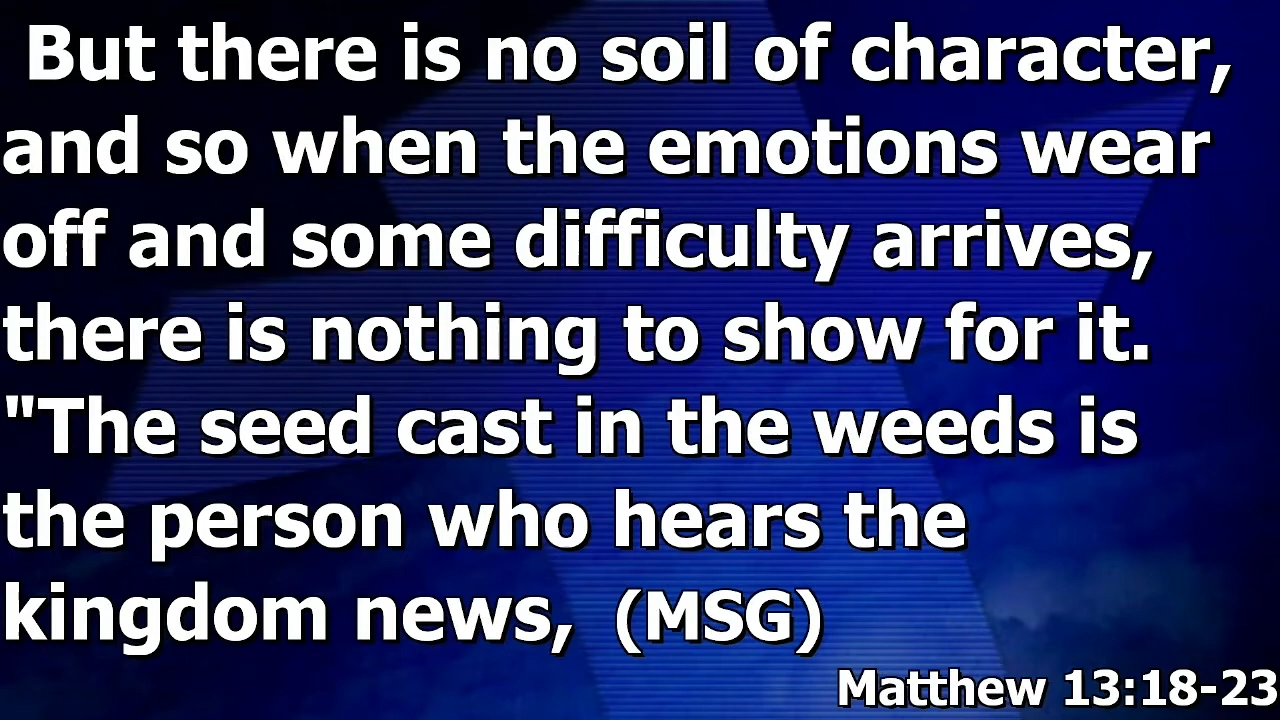 But there is no soil of character,
and so when the emotions wear
off and some difficulty arrives,
there is nothing to show for it.
"The seed cast in the weeds is
the person who hears the
kingdom news, (MSG)
Matthew 13:18-23